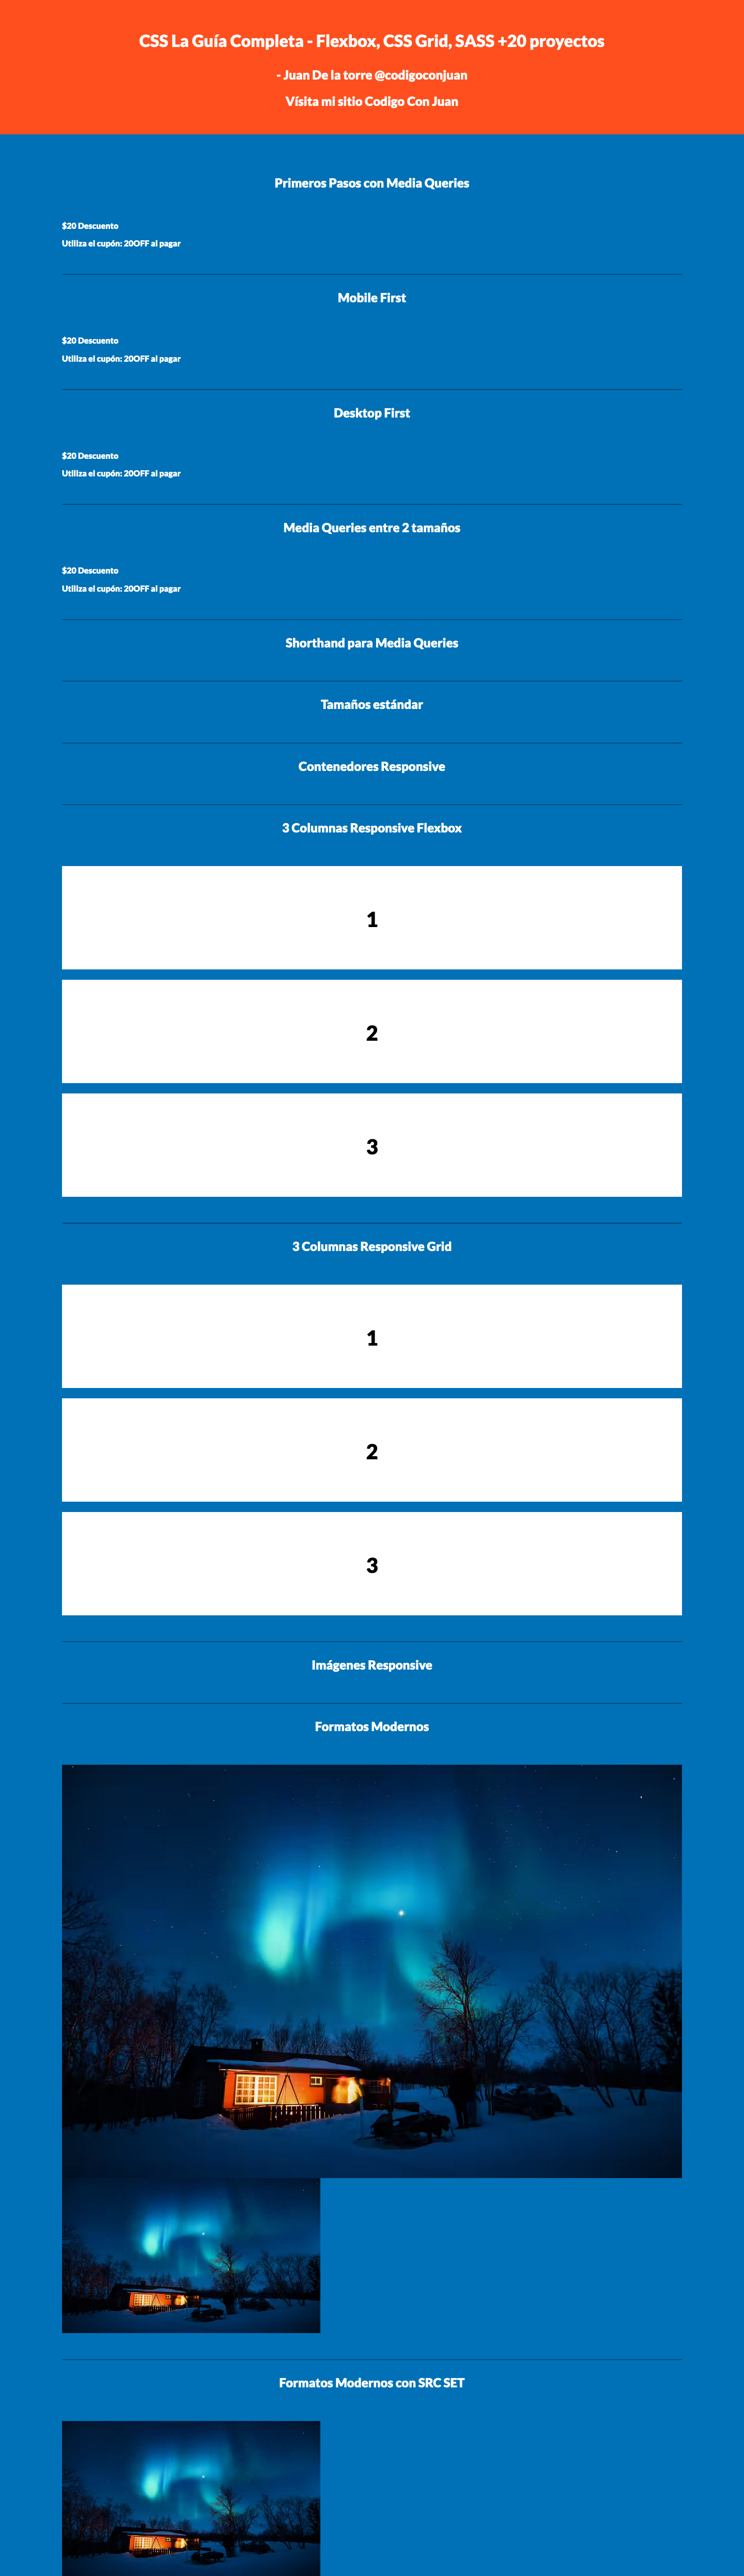 CSS La Guía Completa - Flexbox, CSS Grid, SASS +20 proyectos
- Juan De la torre @codigoconjuan
Vísita mi sitio Codigo Con Juan
Primeros Pasos con Media Queries
$20 Descuento
Utiliza el cupón: 20OFF al pagar
Mobile First
$20 Descuento
Utiliza el cupón: 20OFF al pagar
Desktop First
$20 Descuento
Utiliza el cupón: 20OFF al pagar
Media Queries entre 2 tamaños
$20 Descuento
Utiliza el cupón: 20OFF al pagar
Shorthand para Media Queries
Tamaños estándar
Contenedores Responsive
3 Columnas Responsive Flexbox
1
2
3
3 Columnas Responsive Grid
1
2
3
Imágenes Responsive
Formatos Modernos
Formatos Modernos con SRC SET